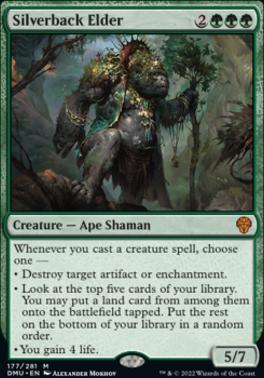 Silverback Elder 2
Creature — Ape Shaman
Whenever you cast a creature spell, choose
one —
• Destroy target artifact or enchantment.
• Look at the top five cards of your library.
You may put a land card from among them
onto the battlefield tapped. Put the rest
on the bottom of your library in a random
order.
• You gain 4 life.
5/7
177/281 M
DMU • EN Alexander Mokhov
™ & © 2022 Wizards of the Coast